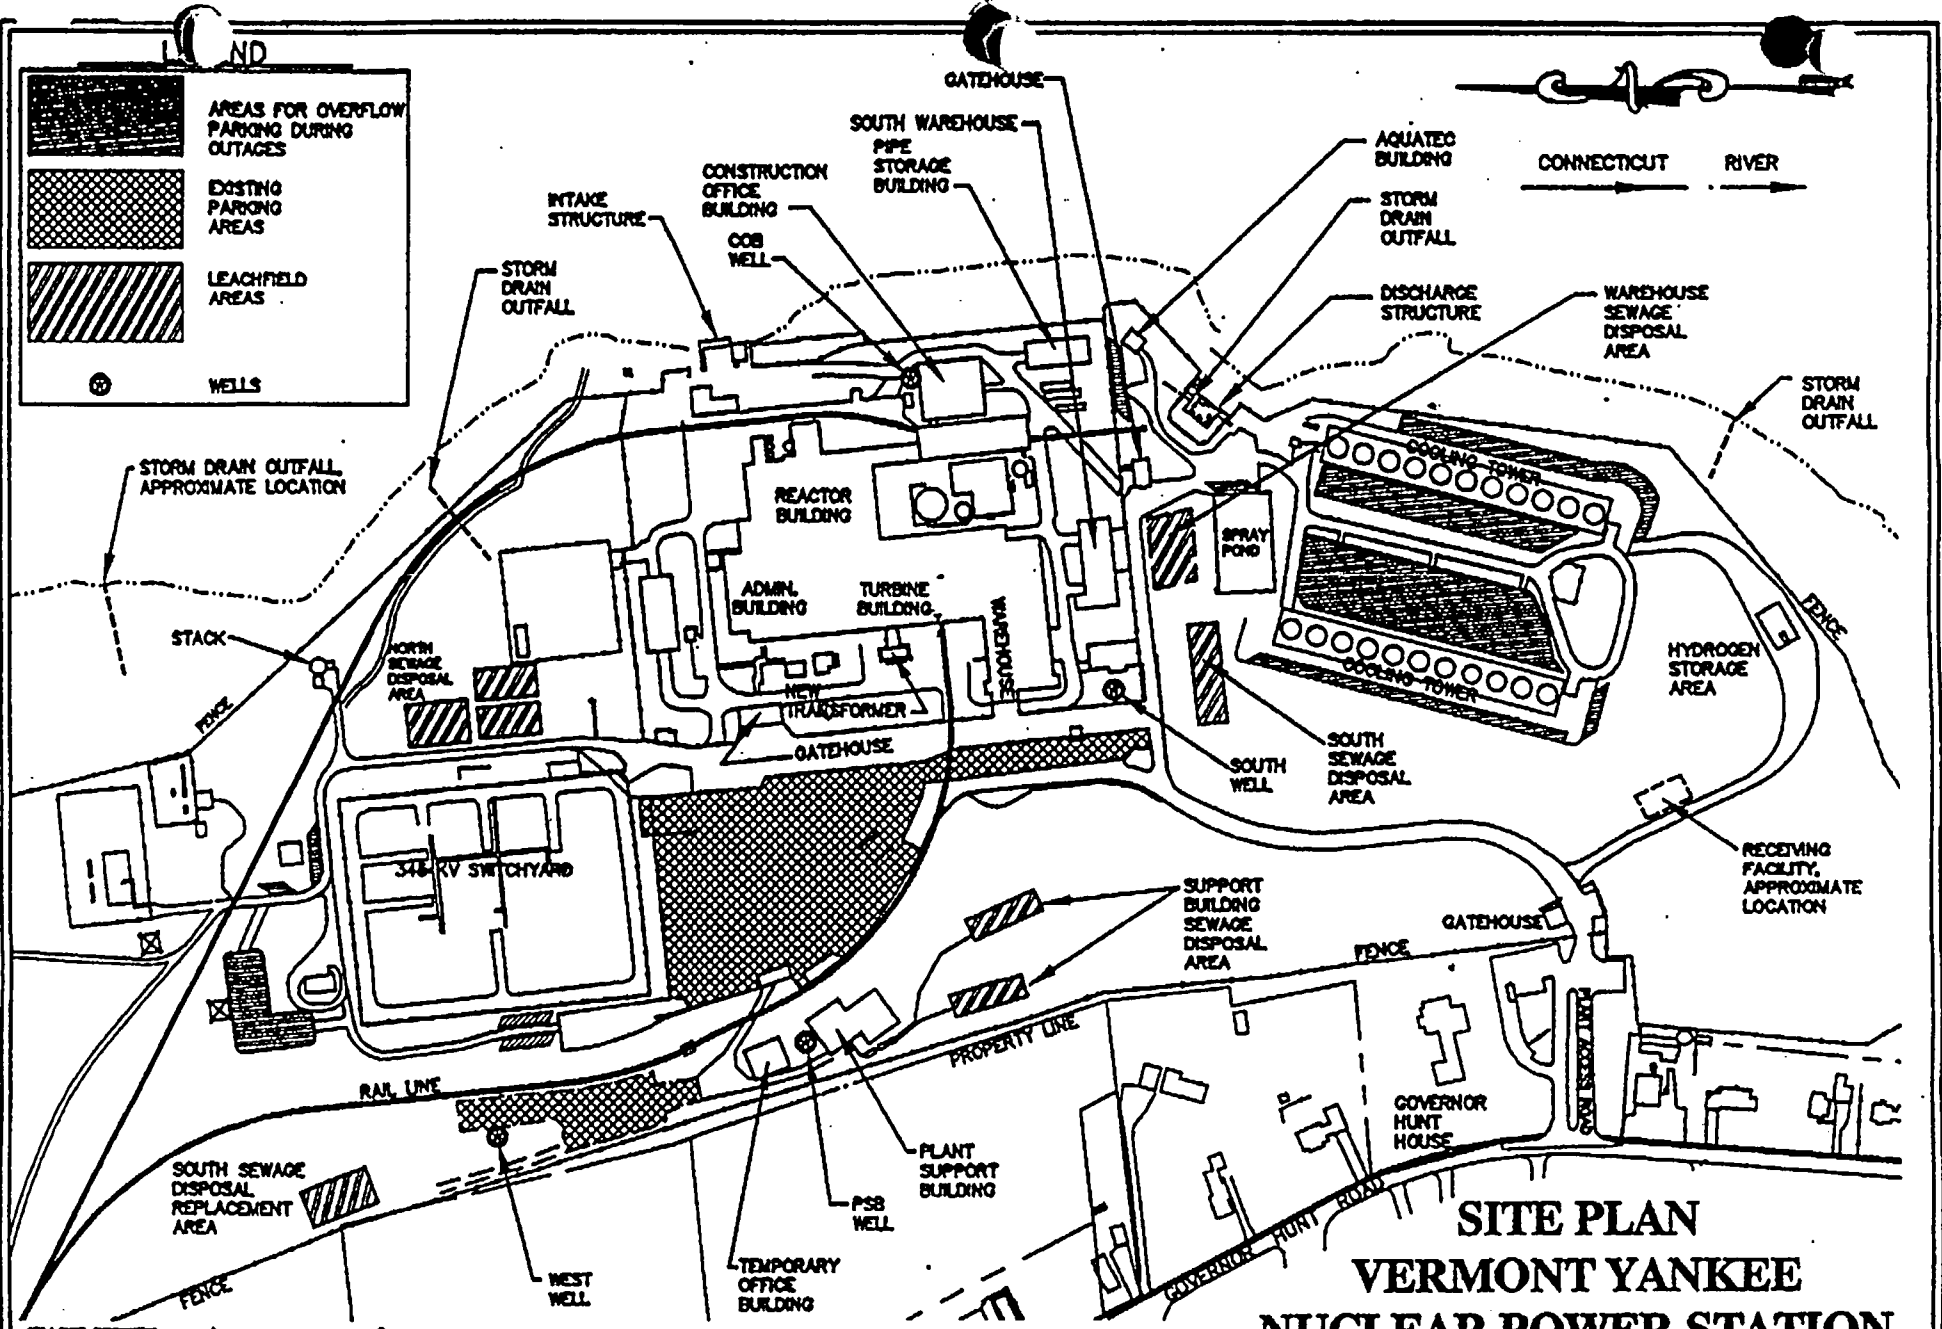 AREAS FOR OVERFLOW
PARKING DURING
OUTAGES
EXISTING
PARKING
AREAS
LEACHFIELD
AREAS
WELLS
GATEHOUSE
SOUTH WAREHOUSE
PIPE
STORAGE
BUILDING
CONSTRUCTION
OFFICE
BUILDING
INTAKE
STRUCTURE
COB
WELL
STORM
DRAIN
OUTFALL
AQUATEC
BUILDING
CONNECTICUT RIVER
STORM
DRAIN
OUTFALL
DISCHARGE
STRUCTURE
WAREHOUSE
SEWAGE
DISPOSAL
AREA
STORM
DRAIN
OUTFALL
STORM DRAIN OUTFALL,
APPROXIMATE LOCATION
REACTOR
BUILDING
COOLING TOWER
SPRAY
POND
ADMIN.
BUILDING
TURBINE
BUILDING
WAREHOUSE
STACK
NORTH
SEWAGE
DISPOSAL
AREA
FENCE
HYDROGEN
STORAGE
AREA
COOLING TOWER
NEW
TRANSFORMER
FENCE
GATEHOUSE
SOUTH
WELL
SOUTH
SEWAGE
DISPOSAL
AREA
345 KV SWITCHYARD
RECEIVING
FACILITY,
APPROXIMATE
LOCATION
SUPPORT
BUILDING
SEWAGE
DISPOSAL
AREA
GATEHOUSE
FENCE
PROPERTY LINE
PLANT ACCESS ROAD
RAIL LINE
GOVERNOR
HUNT
HOUSE
PLANT
SUPPORT
BUILDING
SOUTH SEWAGE
DISPOSAL
REPLACEMENT
AREA
PSB
WELL
GOVERNOR HUNT ROAD
TEMPORARY
OFFICE
BUILDING
WEST
WELL
FENCE
SITE PLAN
VERMONT YANKEE
NUCLEAR POWER STATION